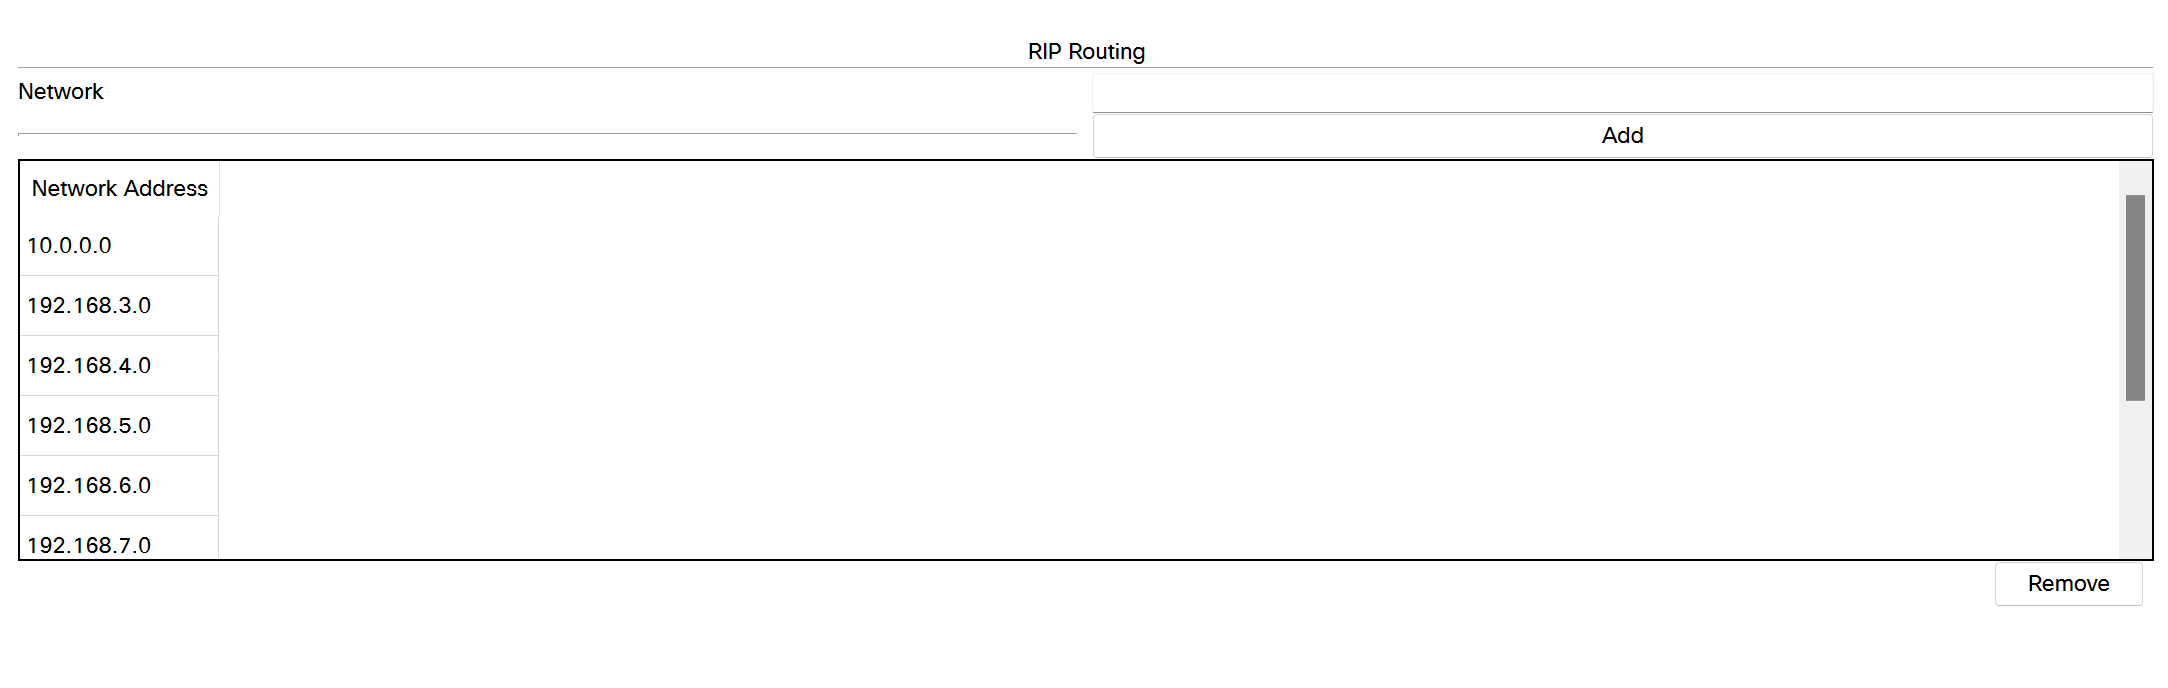 RIP Routing
Network
Add
Network Address
10.0.0.0
192.168.3.0
192.168.4.0
192.168.5.0
192.168.6.0
192.168.7.0
Remove